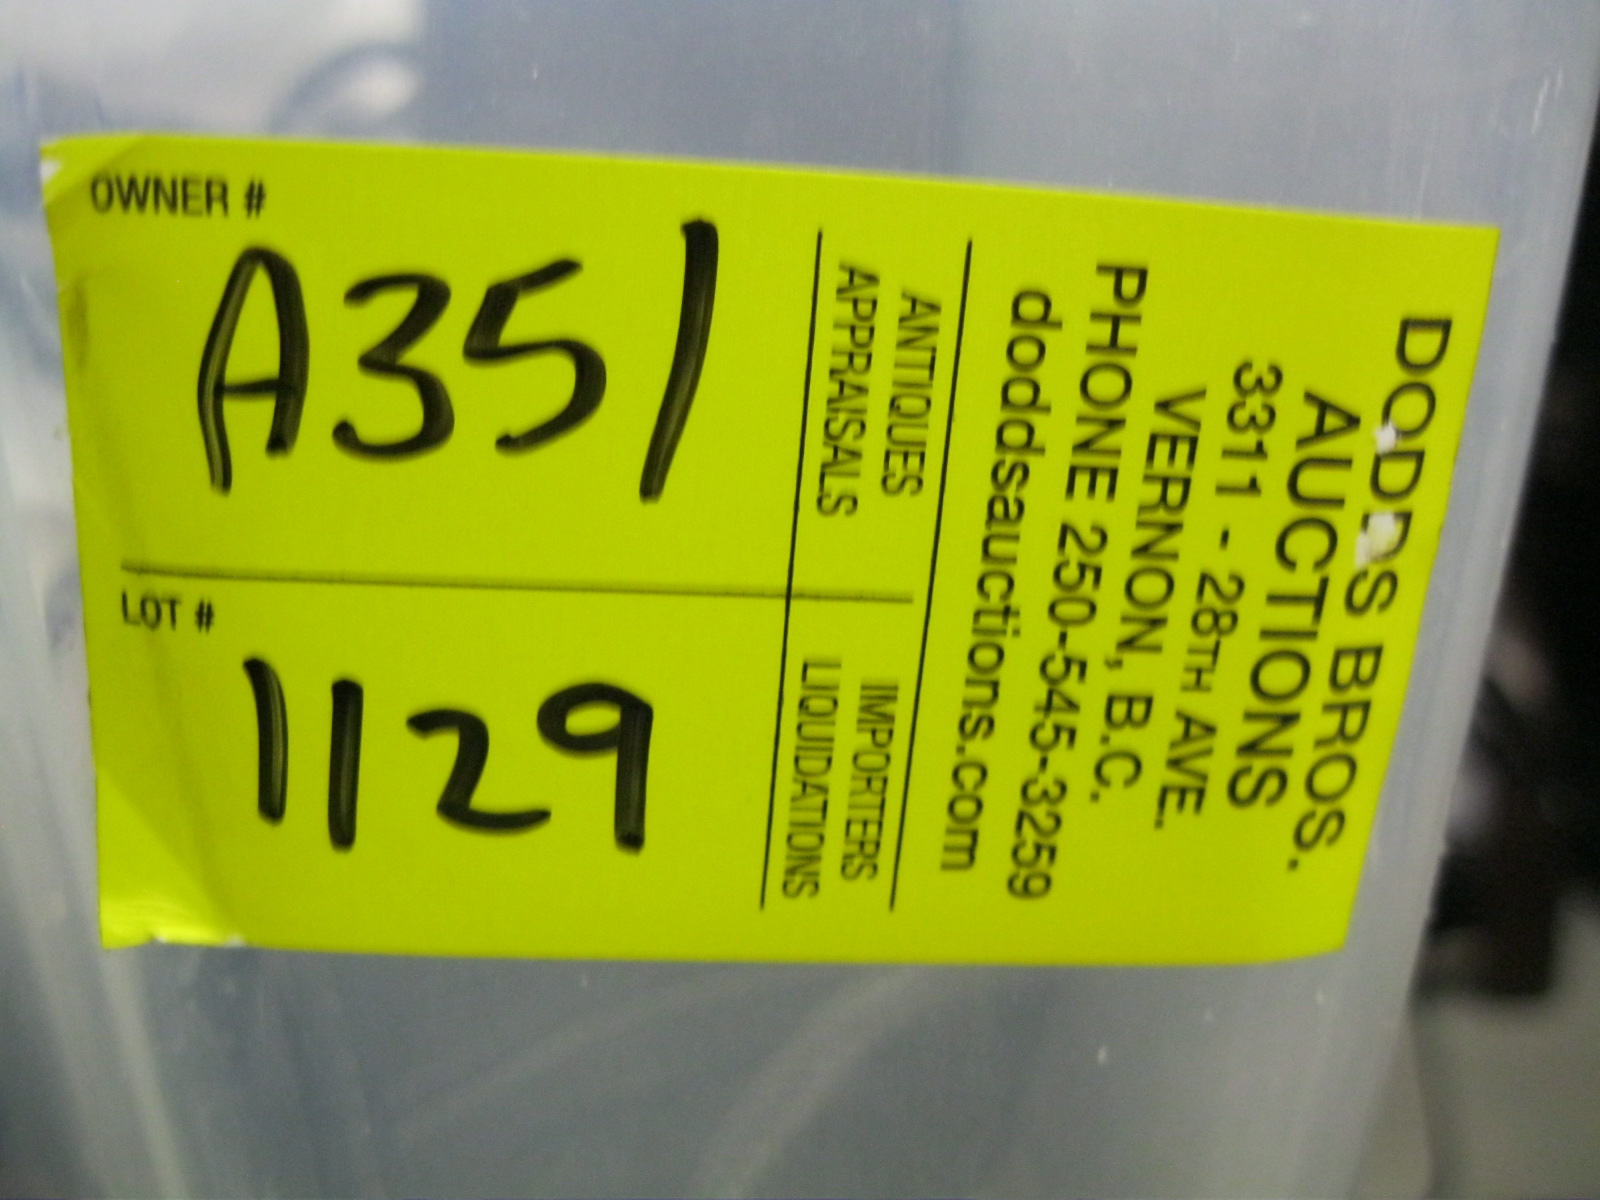 OWNER #
A351
LOT #
1129
DODDS BROS.
AUCTIONS
3311 - 28TH AVE.
VERNON, B.C.
PHONE 250-545-3259
doddsauctions.com
ANTIQUES
APPRAISALS
IMPORTERS
LIQUIDATIONS